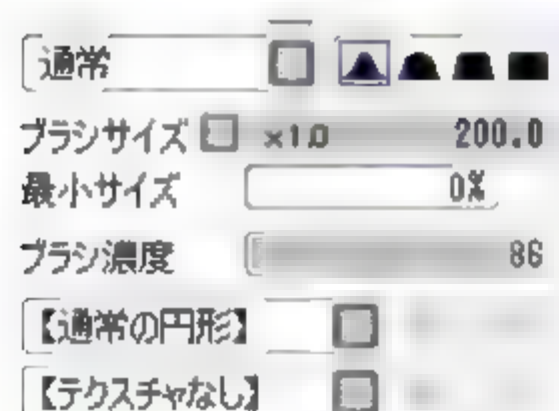 通常
ブラシサイズ ×1.0 200.0
最小サイズ 0%
ブラシ濃度 86
【通常の円形】
【テクスチャなし】